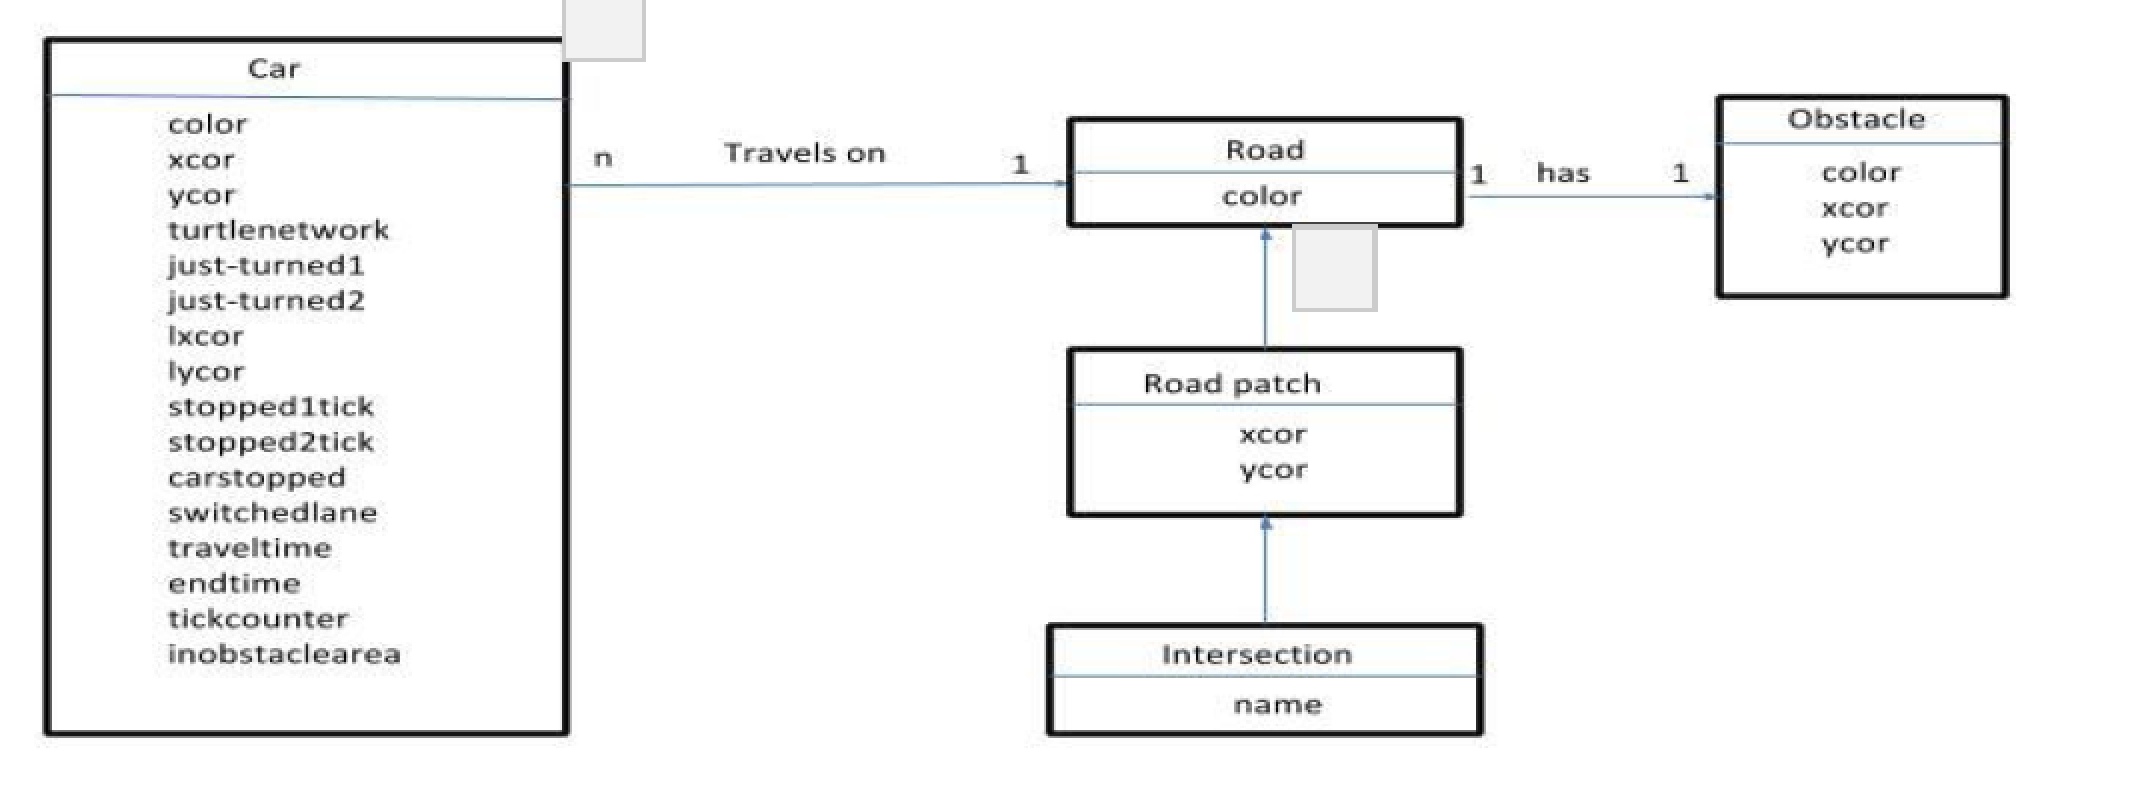 Car
color
xcor
ycor
turtlenetwork
just-turned1
just-turned2
lxcor
lycor
stopped1tick
stopped2tick
carstopped
switchedlane
traveltime
endtime
tickcounter
inobstaclearea
n Travels on 1
Road
color
1 has 1
Obstacle
color
xcor
ycor
Road patch
xcor
ycor
Intersection
name